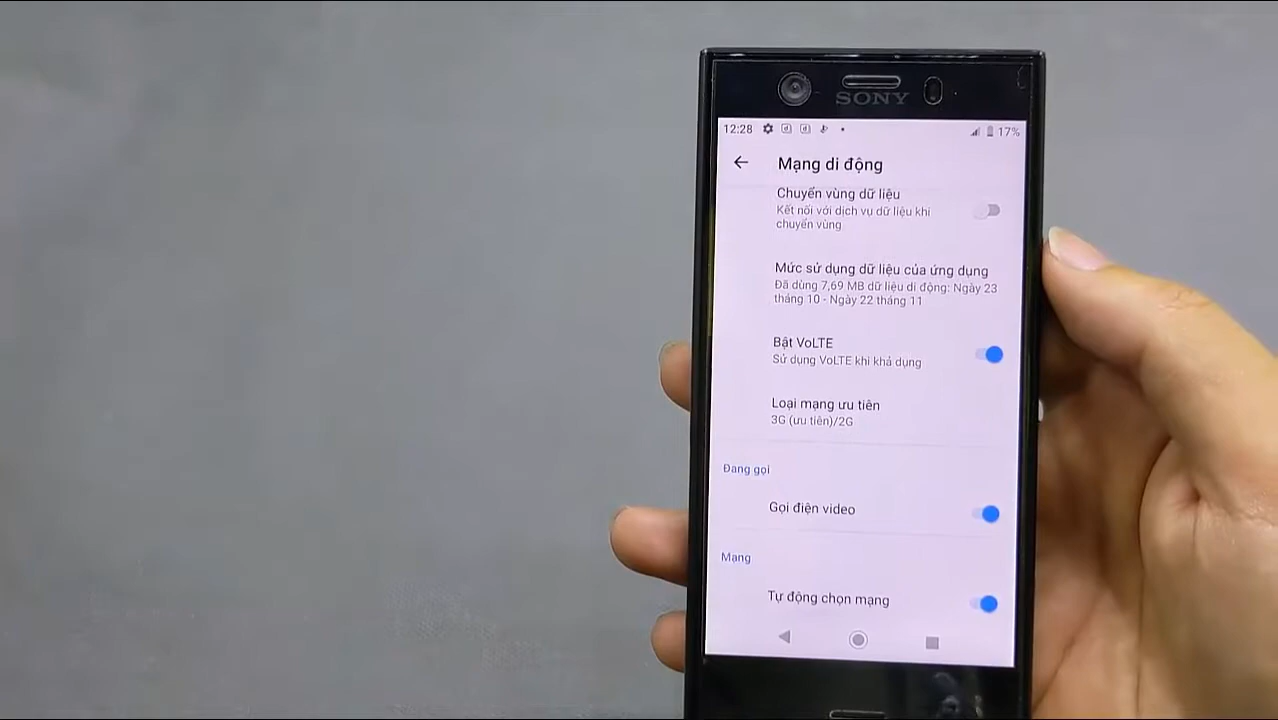 SONY
12:28
17%
Mạng di động
Chuyển vùng dữ liệu
Kết nối với dịch vụ dữ liệu khi
chuyển vùng
Mức sử dụng dữ liệu của ứng dụng
Đã dùng 7,69 MB dữ liệu di động: Ngày 23
tháng 10 - Ngày 22 tháng 11
Bật VoLTE
Sử dụng VoLTE khi khả dụng
Loại mạng ưu tiên
3G (ưu tiên)/2G
Đang gọi
Gọi điện video
Mạng
Tự động chọn mạng